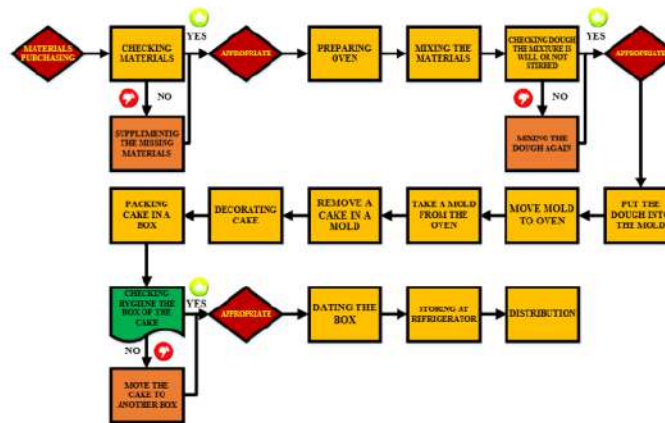 MATERIALS
PURCHASING
CHECKING
MATERIALS
YES
APPROPRIATE
PREPARING
OVEN
MIXING THE
MATERIALS
CHECKING DOUGH
THE MIXTURE IS
WILL OR NOT
STIRRED
YES
APPROPRIATE
NO
SUPPLEMENTIG
THE MISSING
MATERIALS
NO
MIXING THE
DOUGH AGAIN
PACKING
CAKE IN A
BOX
DECORATING
CAKE
REMOVE A
CAKE IN A
MOLD
TAKE A MOLD
FROM THE
OVEN
MOVE MOLD
TO OVEN
PUT THE
DOUGH INTO
THE MOLD
CHECKING
HYGIENE THE
BOX OF THE
CAKE
YES
APPROPRIATE
DATING THE
BOX
STORING AT
REFRIGERATOR
DISTRIBUTION
NO
MOVE THE
CAKE TO
ANOTHER BOX